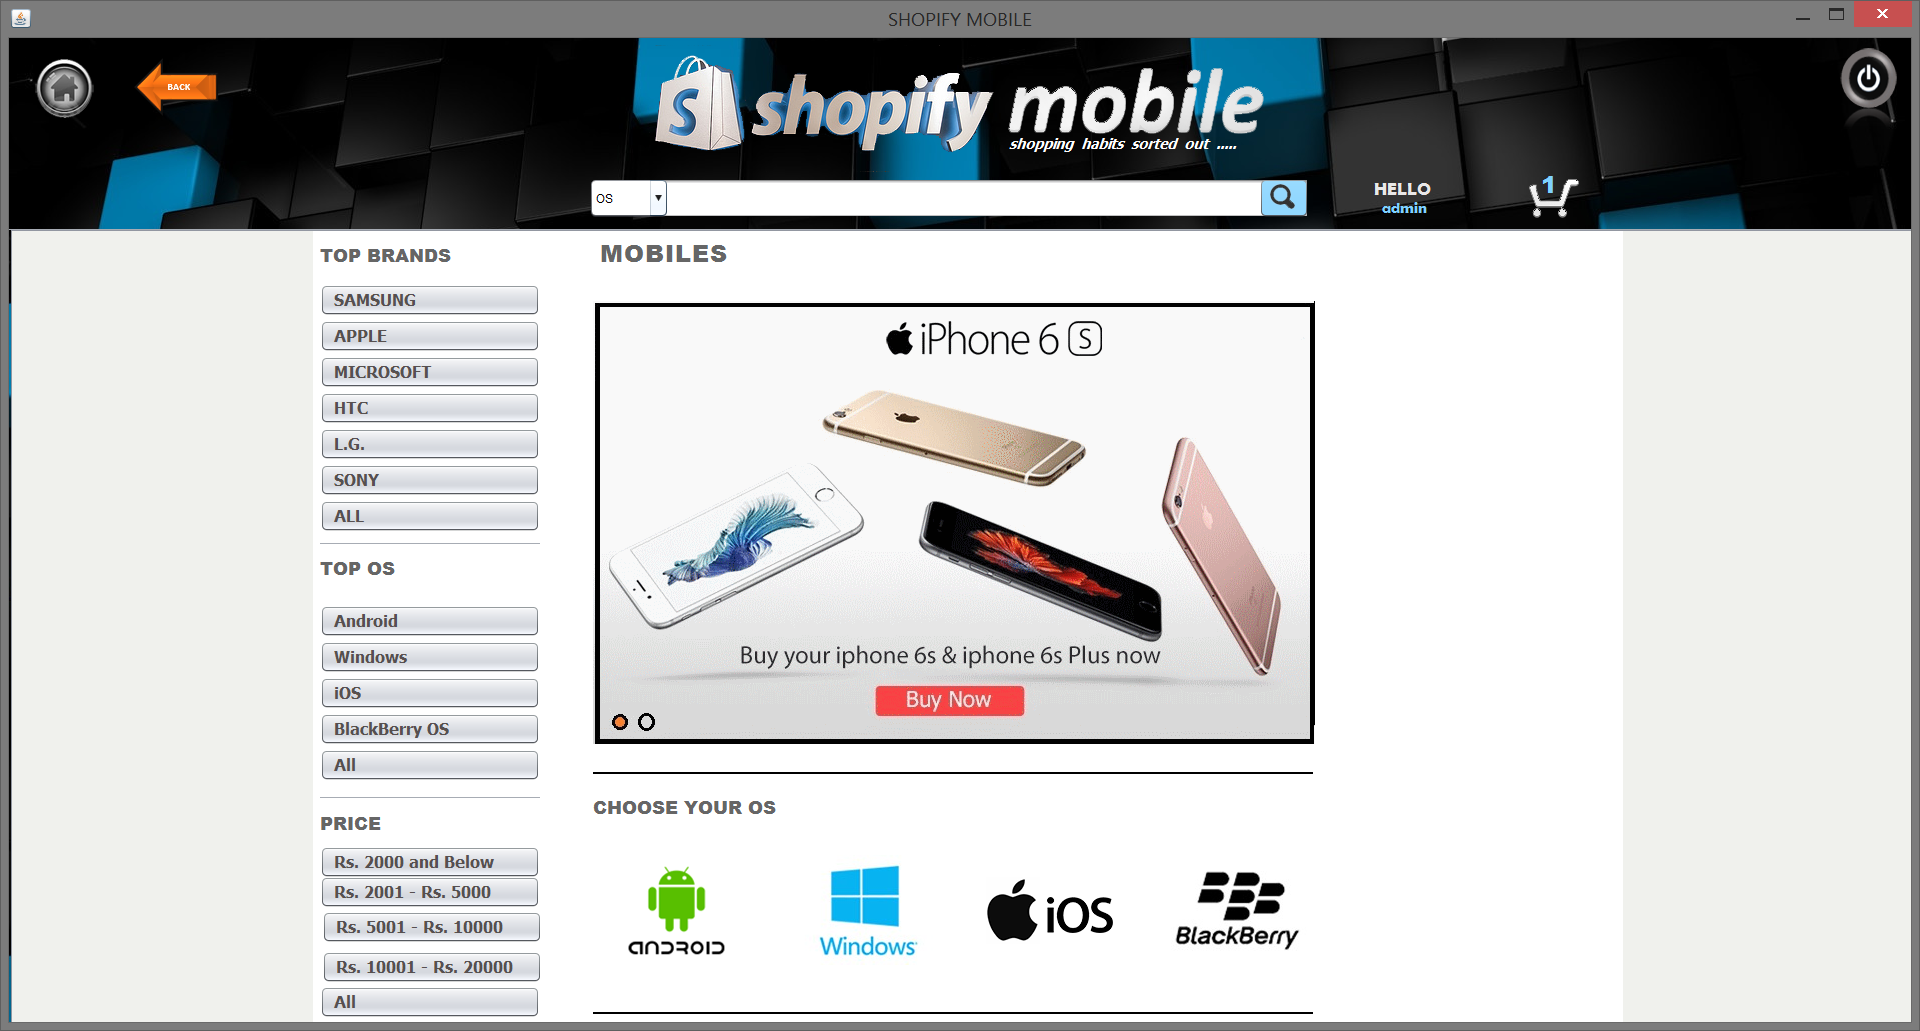 SHOPIFY MOBILE
BACK
S shopify mobile
shopping habits sorted out .....
OS
HELLO
admin
1
TOP BRANDS
SAMSUNG
APPLE
MICROSOFT
HTC
L.G.
SONY
ALL
TOP OS
Android
Windows
iOS
BlackBerry OS
All
PRICE
Rs. 2000 and Below
Rs. 2001 - Rs. 5000
Rs. 5001 - Rs. 10000
Rs. 10001 - Rs. 20000
All
MOBILES
iPhone 6 S
Buy your iphone 6s & iphone 6s Plus now
Buy Now
CHOOSE YOUR OS
ANDROID
Windows
iOS
BlackBerry